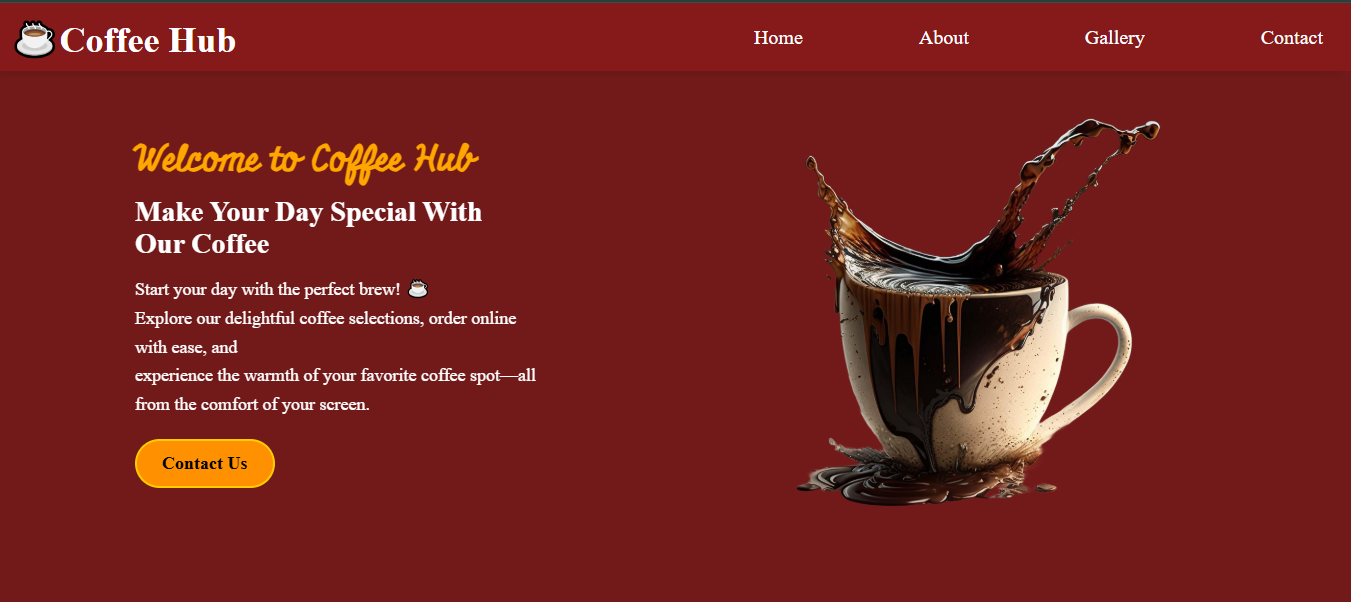 ☕Coffee Hub
Home About Gallery Contact
Welcome to Coffee Hub
Make Your Day Special With
Our Coffee
Start your day with the perfect brew! ☕
Explore our delightful coffee selections, order online
with ease, and
experience the warmth of your favorite coffee spot—all
from the comfort of your screen.
Contact Us